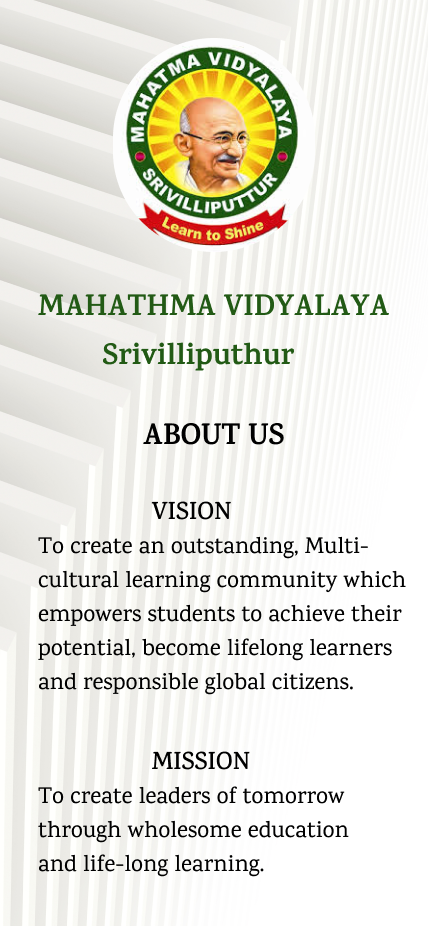 MAHATMA VIDYALAYA
SRIVILLIPUTTUR
Learn to Shine
MAHATHMA VIDYALAYA
Srivilliputhur
ABOUT US
VISION
To create an outstanding, Multi-
cultural learning community which
empowers students to achieve their
potential, become lifelong learners
and responsible global citizens.
MISSION
To create leaders of tomorrow
through wholesome education
and life-long learning.